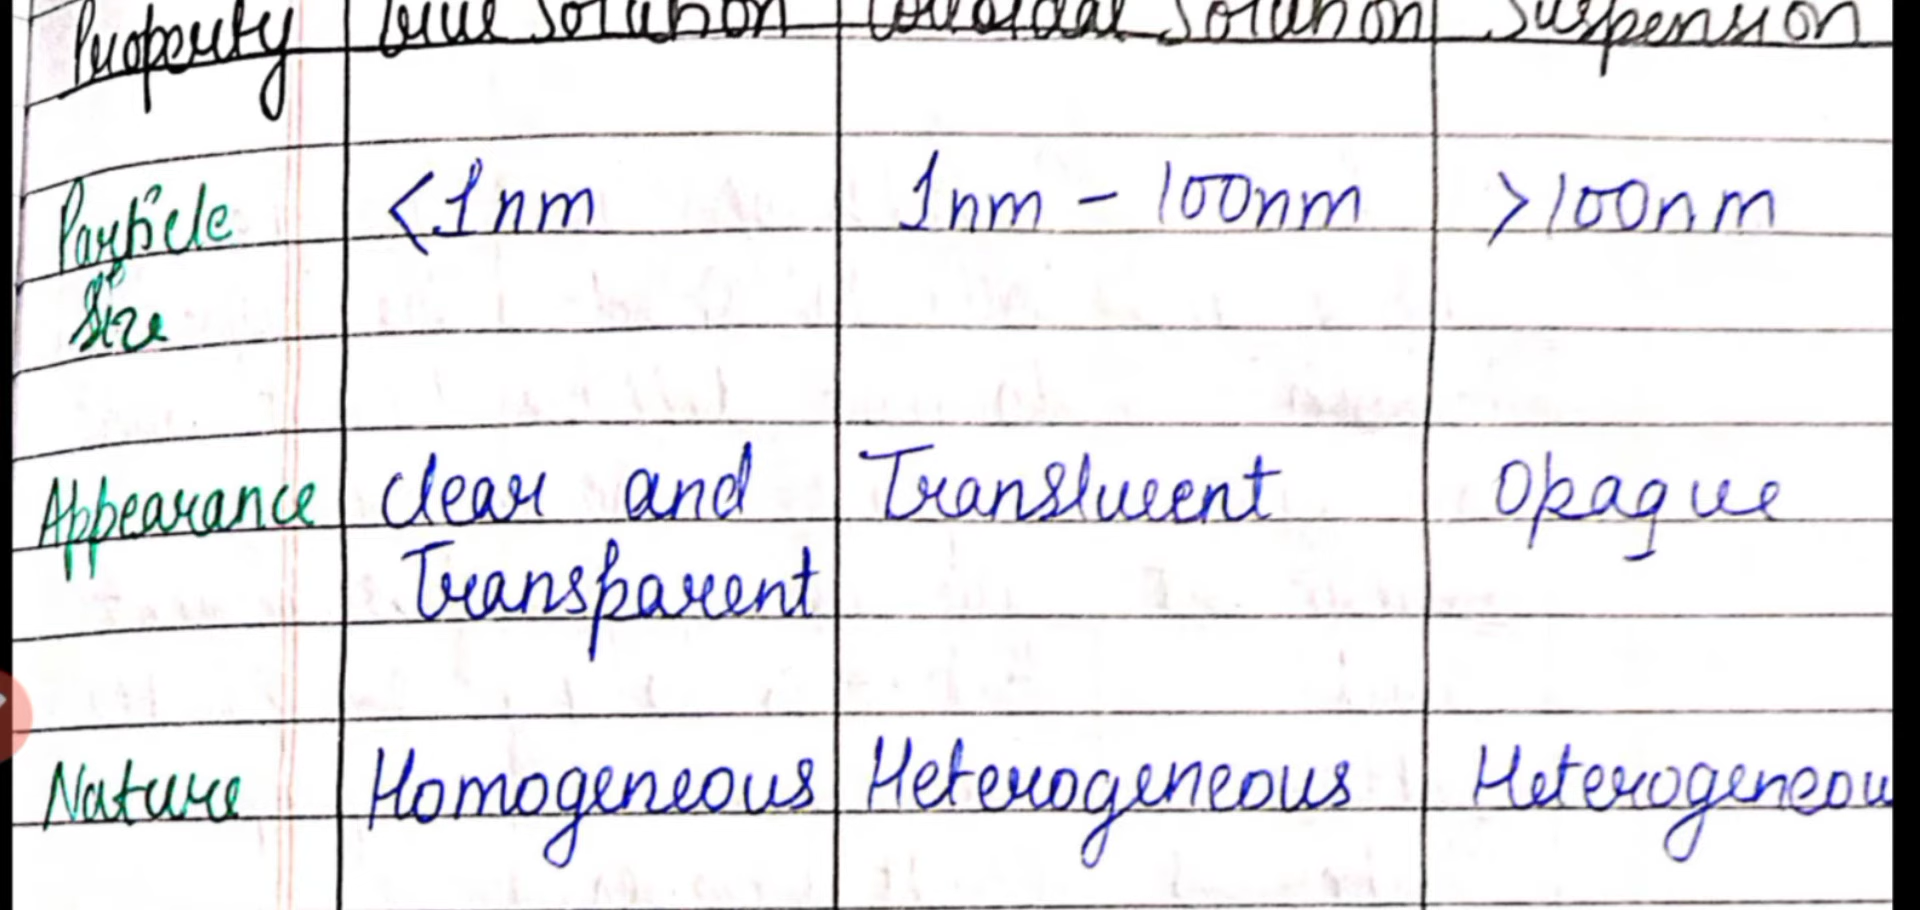 Property True Solution Colloidal Solution Suspension
Particle <1nm 1nm - 100nm >100nm
Size
Appearance clear and Translucent Opaque
Transparent
Nature Homogeneous Heterogeneous Heterogeneou